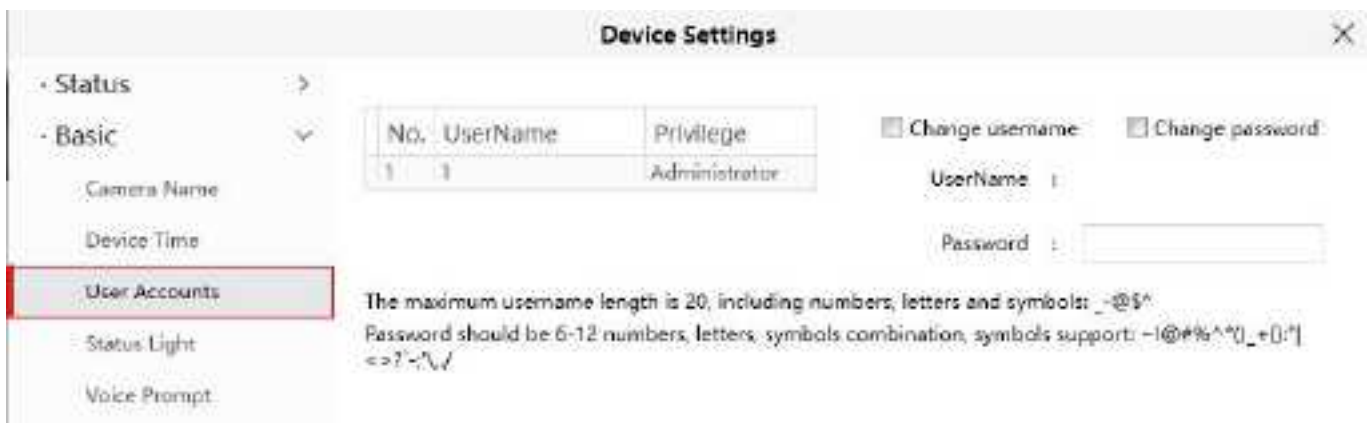 Device Settings
· Status
· Basic
Camera Name
Device Time
User Accounts
Status Light
Voice Prompt
No. UserName Privilege
1 1 Administrator
Change username Change password
UserName :
Password :
The maximum username length is 20, including numbers, letters and symbols: _-@$^
Password should be 6-12 numbers, letters, symbols combination, symbols support: